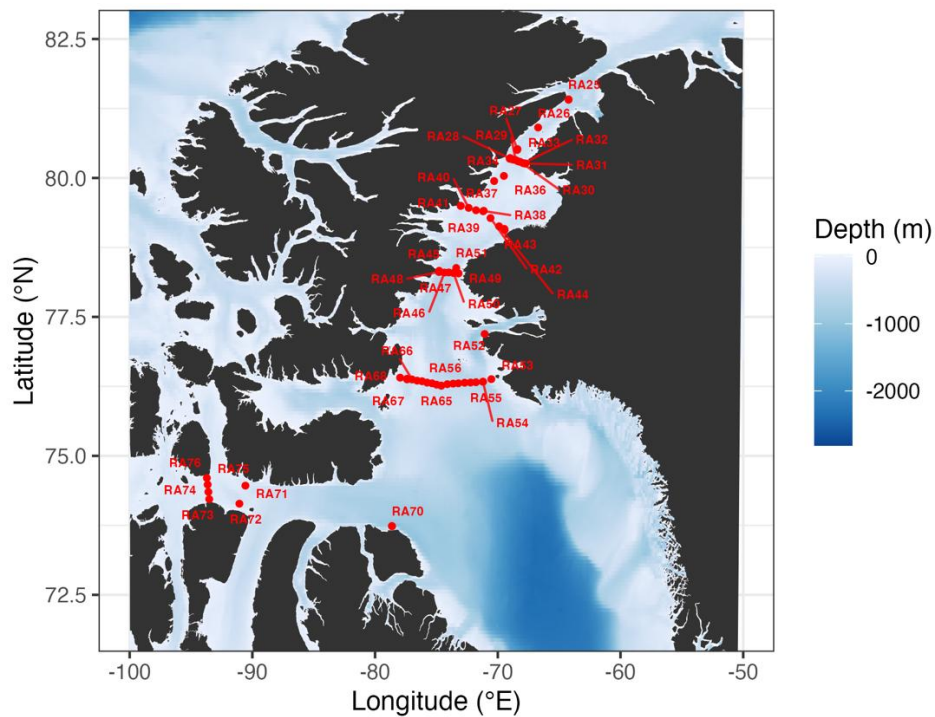 82.5
80.0
77.5
75.0
72.5
Latitude (°N)
-100
-90
-80
-70
-60
-50
Longitude (°E)
Depth (m)
0
-1000
-2000
RA25
RA27
RA26
RA28
RA29
RA33
RA32
RA31
RA30
RA40
RA37
RA36
RA41
RA38
RA39
RA43
RA42
RA44
RA51
RA48
RA47
RA49
RA46
RA52
RA66
RA56
RA53
RA68
RA67
RA65
RA55
RA54
RA76
RA75
RA74
RA71
RA73
RA72
RA70